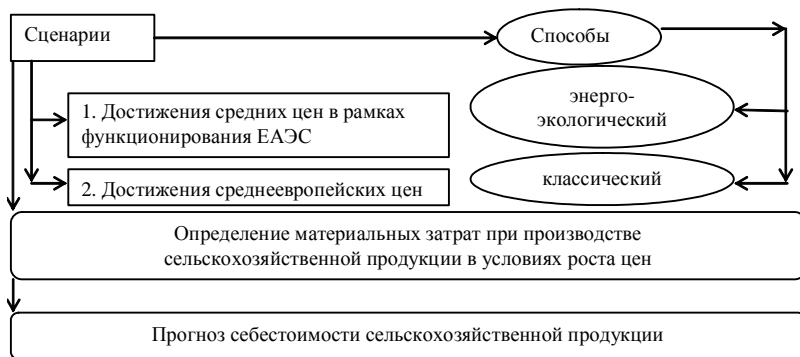 Сценарии
Способы
1. Достижения средних цен в рамках
функционирования ЕАЭС
энерго-
экологический
2. Достижения среднеевропейских цен
классический
Определение материальных затрат при производстве
сельскохозяйственной продукции в условиях роста цен
Прогноз себестоимости сельскохозяйственной продукции